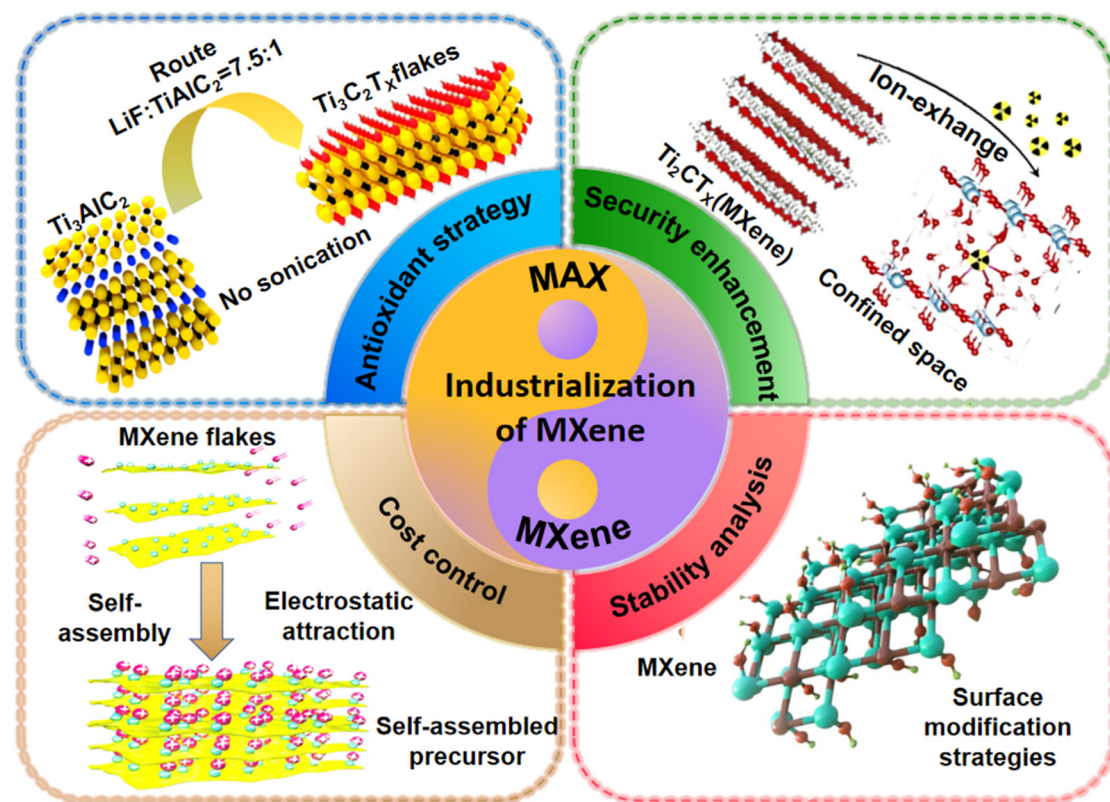 Route
LiF:TiAlC₂=7.5:1
Ti₃C₂Tₓflakes
Ti₃AlC₂
No sonication
Antioxidant strategy
Ion-exhange
Ti₂CTₓ(MXene)
Confined space
Security enhancement
MAX
Industrialization
of MXene
MXene
MXene flakes
Self-
assembly
Electrostatic
attraction
Self-assembled
precursor
Cost control
Stability analysis
MXene
Surface
modification
strategies